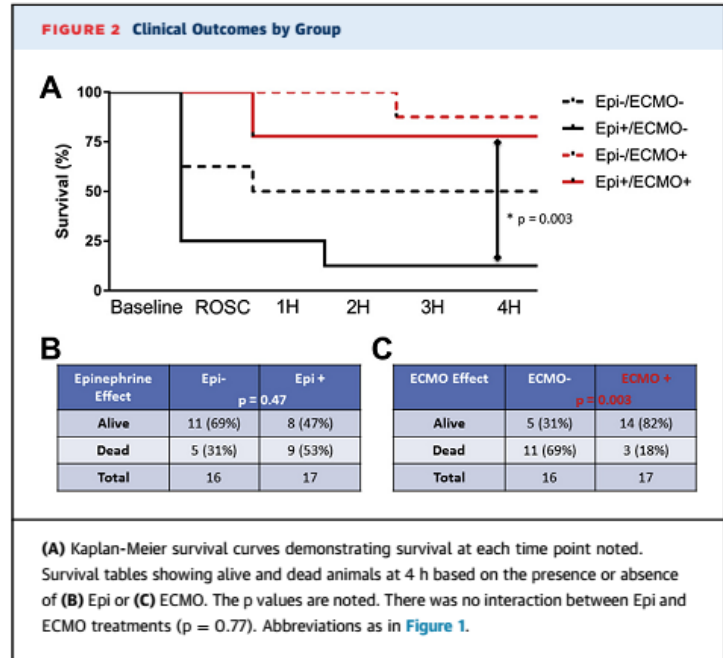 FIGURE 2 Clinical Outcomes by Group
A
100
75
50
25
0
Survival (%)
Baseline ROSC 1H 2H 3H 4H
* p = 0.003
Epi-/ECMO-
Epi+/ECMO-
Epi-/ECMO+
Epi+/ECMO+
B
Epinephrine Effect Epi- Epi +
p = 0.47
Alive 11 (69%) 8 (47%)
Dead 5 (31%) 9 (53%)
Total 16 17
C
ECMO Effect ECMO- ECMO +
p = 0.003
Alive 5 (31%) 14 (82%)
Dead 11 (69%) 3 (18%)
Total 16 17
(A) Kaplan-Meier survival curves demonstrating survival at each time point noted.
Survival tables showing alive and dead animals at 4 h based on the presence or absence
of (B) Epi or (C) ECMO. The p values are noted. There was no interaction between Epi and
ECMO treatments (p = 0.77). Abbreviations as in Figure 1.